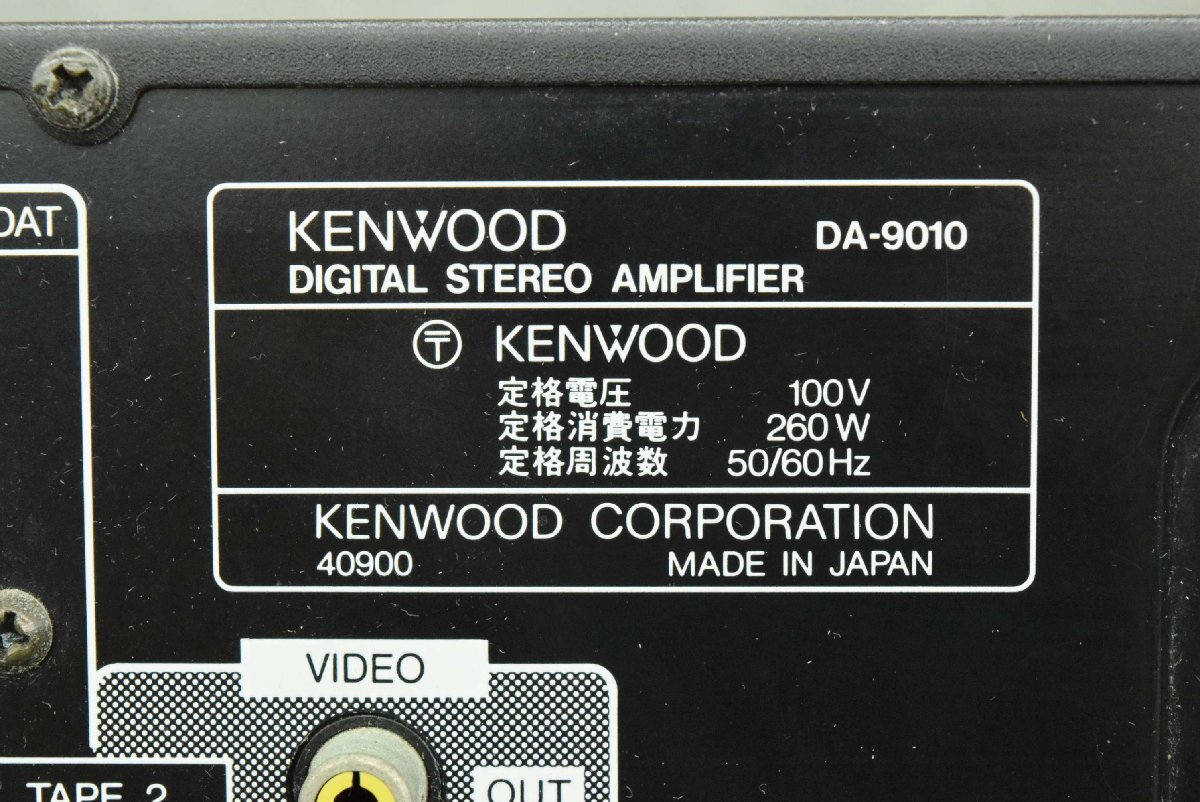 DAT
KENWOOD DA-9010
DIGITAL STEREO AMPLIFIER
〒 KENWOOD
定格電圧 100V
定格消費電力 260W
定格周波数 50/60Hz
KENWOOD CORPORATION
40900 MADE IN JAPAN
VIDEO
OUT
TAPE 2